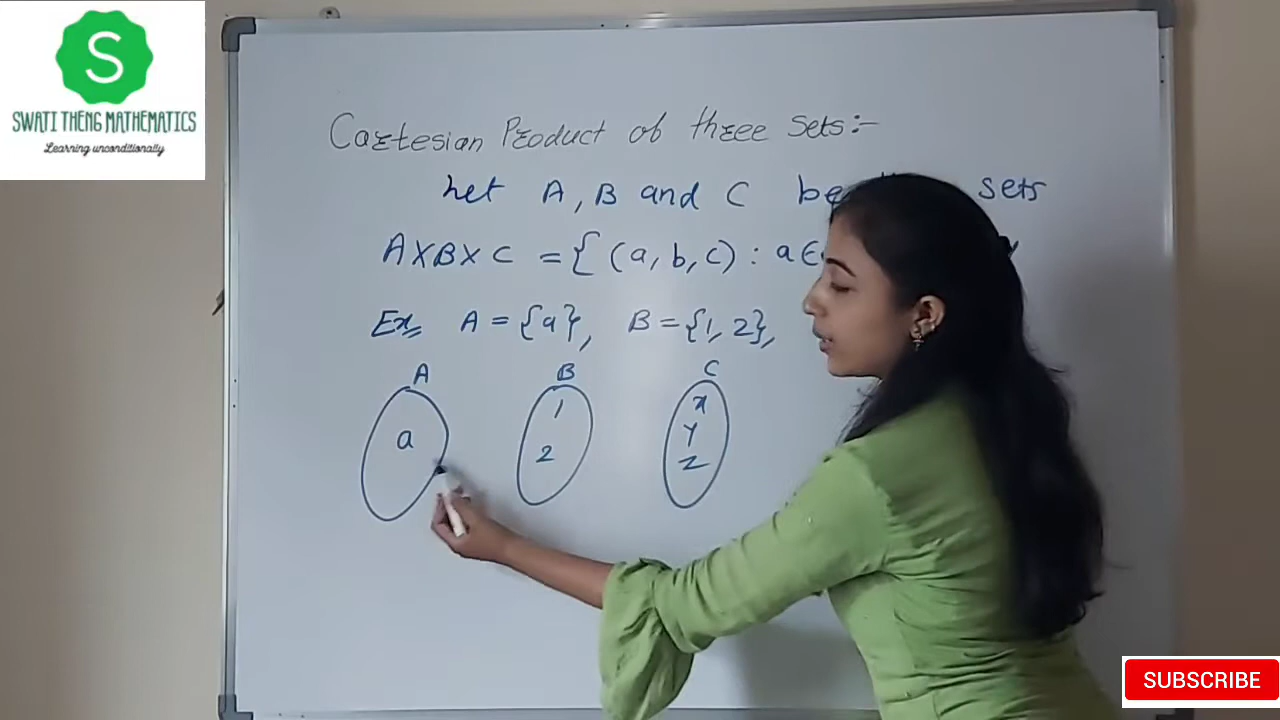 S
SWATI THENG MATHEMATICS
Learning unconditionally
Cartesian Product of three Sets:-
Let A, B and C be sets
A×B×C = { (a, b, c) : a ∈
Ex. A = {a}, B = {1, 2},
A B C
a 1 2 x y z
SUBSCRIBE